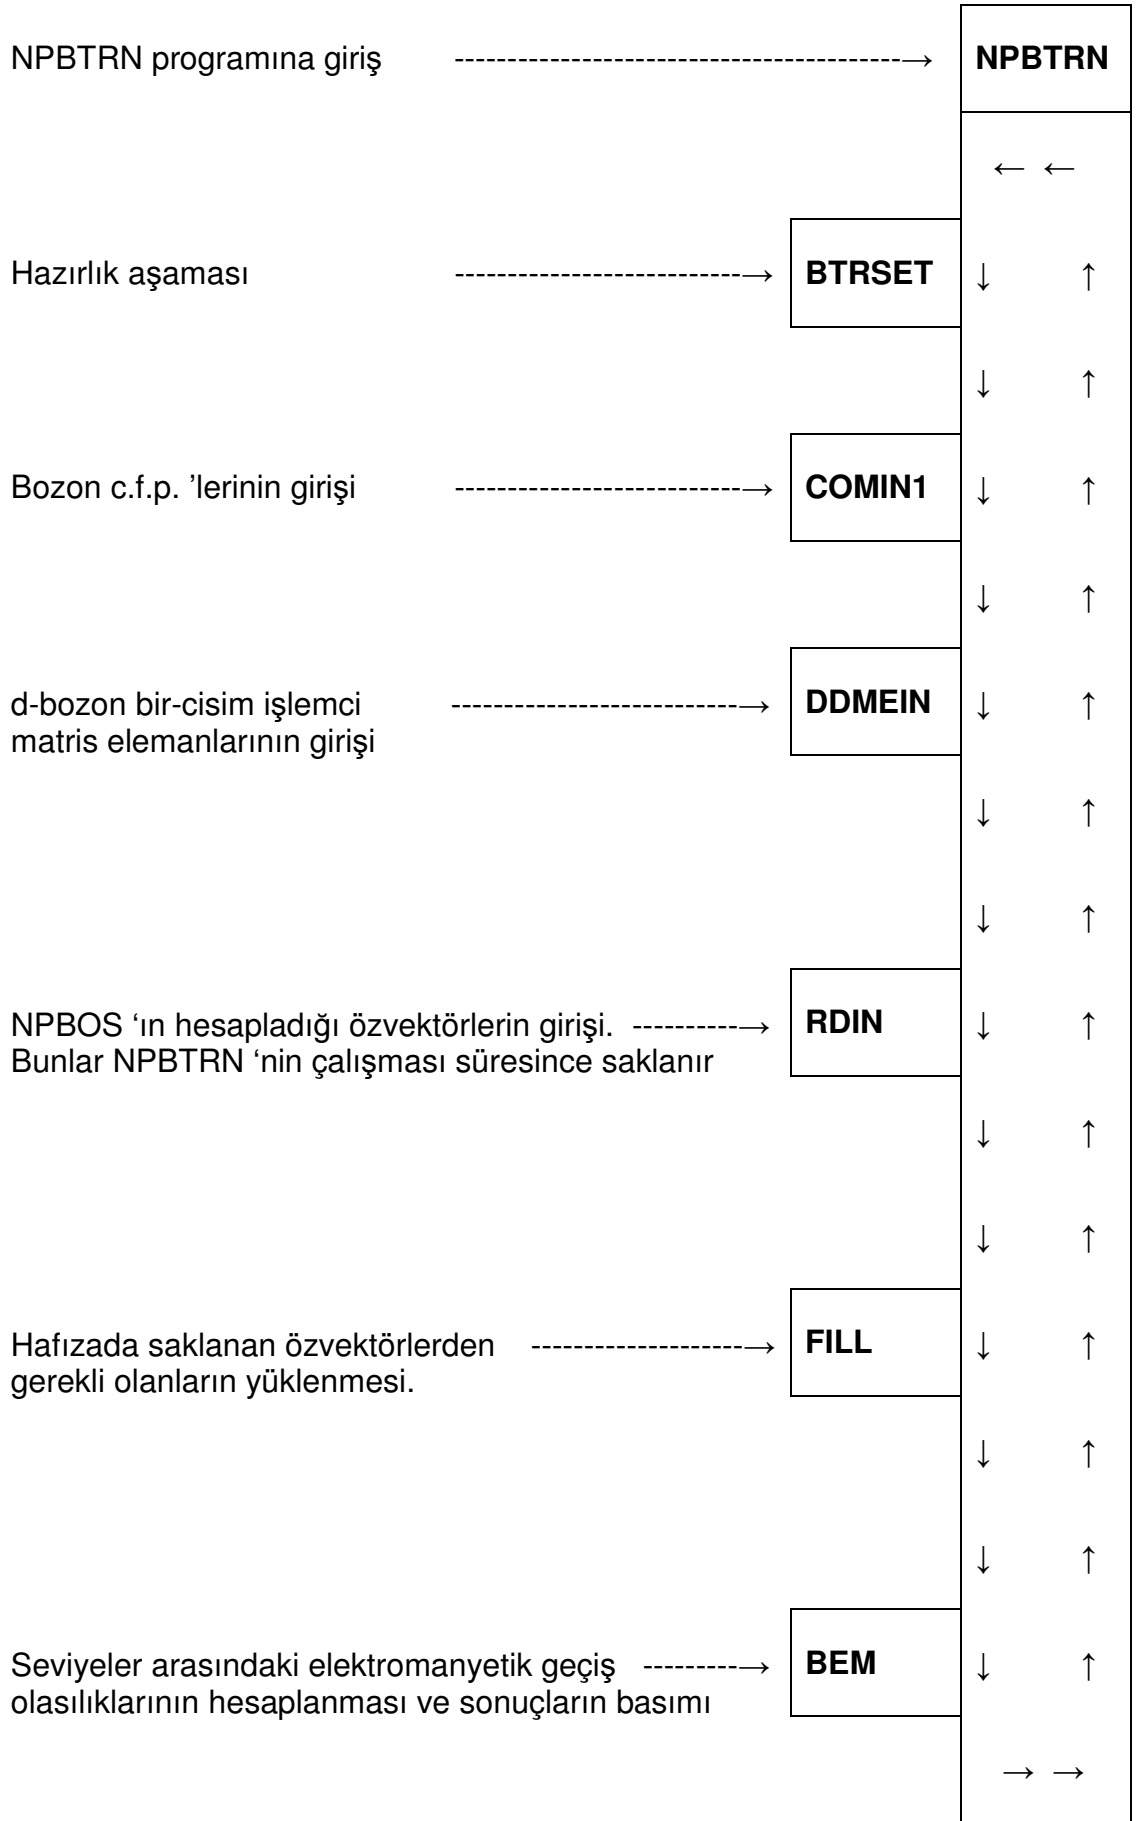 NPBTRN programına giriş ----------------------------------------→ NPBTRN
← ←
Hazırlık aşaması --------------------------→ BTRSET ↓ ↑
↓ ↑
Bozon c.f.p. ’lerinin girişi --------------------------→ COMIN1 ↓ ↑
↓ ↑
d-bozon bir-cisim işlemci --------------------------→ DDMEIN ↓ ↑
matris elemanlarının girişi
↓ ↑
↓ ↑
NPBOS ‘ın hesapladığı özvektörlerin girişi. ----------→ RDIN ↓ ↑
Bunlar NPBTRN ‘nin çalışması süresince saklanır
↓ ↑
↓ ↑
Hafızada saklanan özvektörlerden -------------------→ FILL ↓ ↑
gerekli olanların yüklenmesi.
↓ ↑
↓ ↑
Seviyeler arasındaki elektromanyetik geçiş ---------→ BEM ↓ ↑
olasılıklarının hesaplanması ve sonuçların basımı
→ →